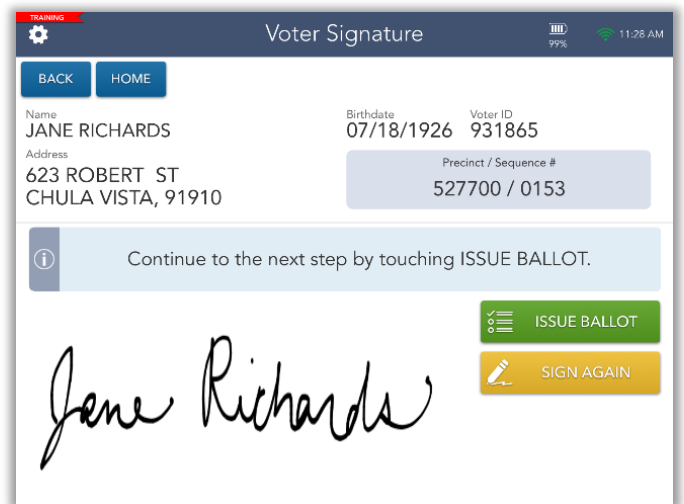 TRAINING
Voter Signature
99%
11:28 AM
BACK
HOME
Name
JANE RICHARDS
Birthdate
07/18/1926
Voter ID
931865
Address
623 ROBERT ST
CHULA VISTA, 91910
Precinct / Sequence #
527700 / 0153
Continue to the next step by touching ISSUE BALLOT.
ISSUE BALLOT
SIGN AGAIN
Jane Richards